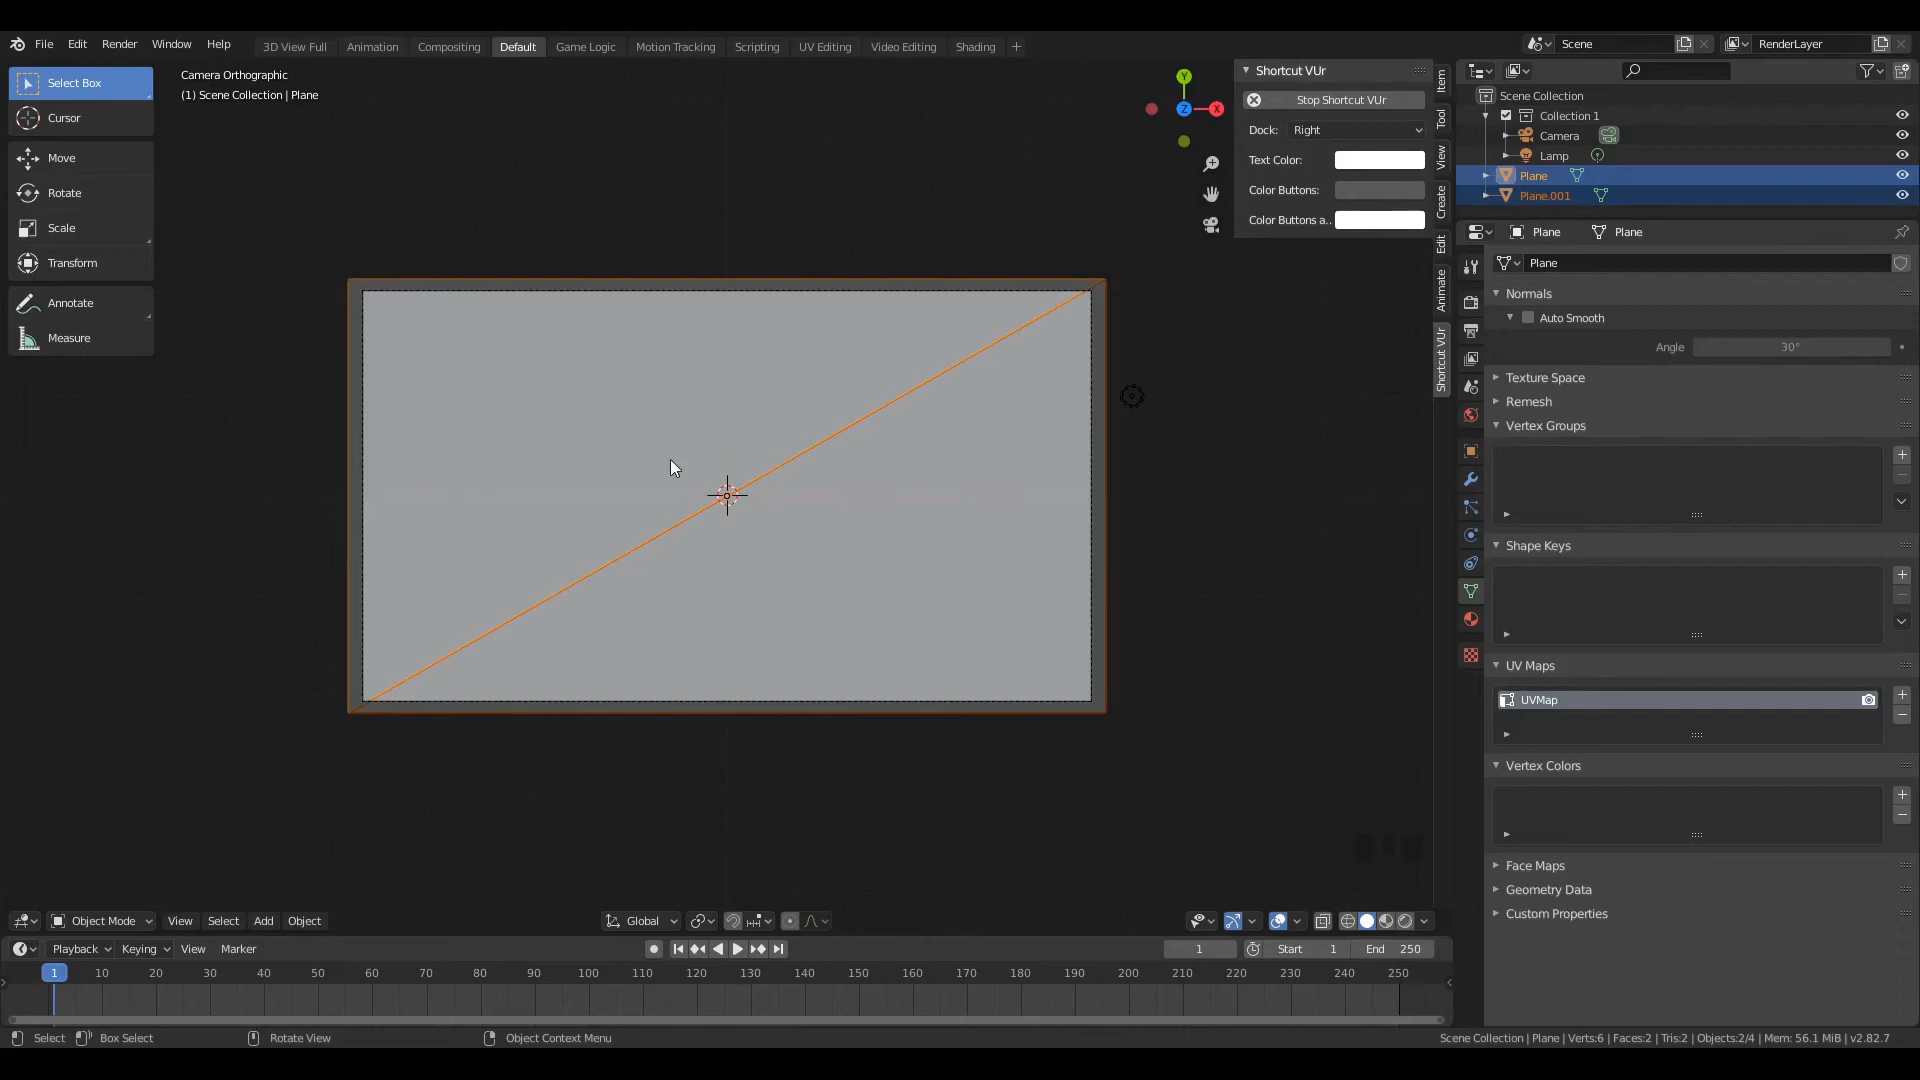 File Edit Render Window Help
3D View Full Animation Compositing Default Game Logic Motion Tracking Scripting UV Editing Video Editing Shading +
Scene
RenderLayer
Select Box
Cursor
Move
Rotate
Scale
Transform
Annotate
Measure
Camera Orthographic
(1) Scene Collection | Plane
Y
Z
X
Shortcut VUr
Stop Shortcut VUr
Dock: Right
Text Color:
Color Buttons:
Color Buttons a..
Item
Tool
View
Create
Edit
Animate
Shortcut VUr
Scene Collection
Collection 1
Camera
Lamp
Plane
Plane.001
Plane Plane
Plane
Normals
Auto Smooth
Angle 30°
Texture Space
Remesh
Vertex Groups
Shape Keys
UV Maps
UVMap
Vertex Colors
Face Maps
Geometry Data
Custom Properties
Object Mode View Select Add Object
Global
Playback Keying View Marker
1 Start 1 End 250
1 10 20 30 40 50 60 70 80 90 100 110 120 130 140 150 160 170 180 190 200 210 220 230 240 250
Select Box Select Rotate View Object Context Menu
Scene Collection | Plane | Verts:6 | Faces:2 | Tris:2 | Objects:2/4 | Mem: 56.1 MiB | v2.82.7